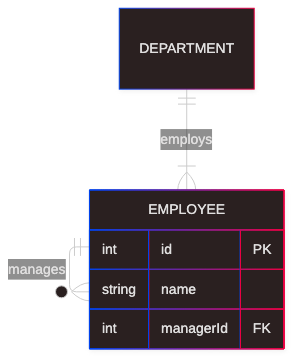 DEPARTMENT
employs
EMPLOYEE
int id PK
manages
string name
int managerId FK